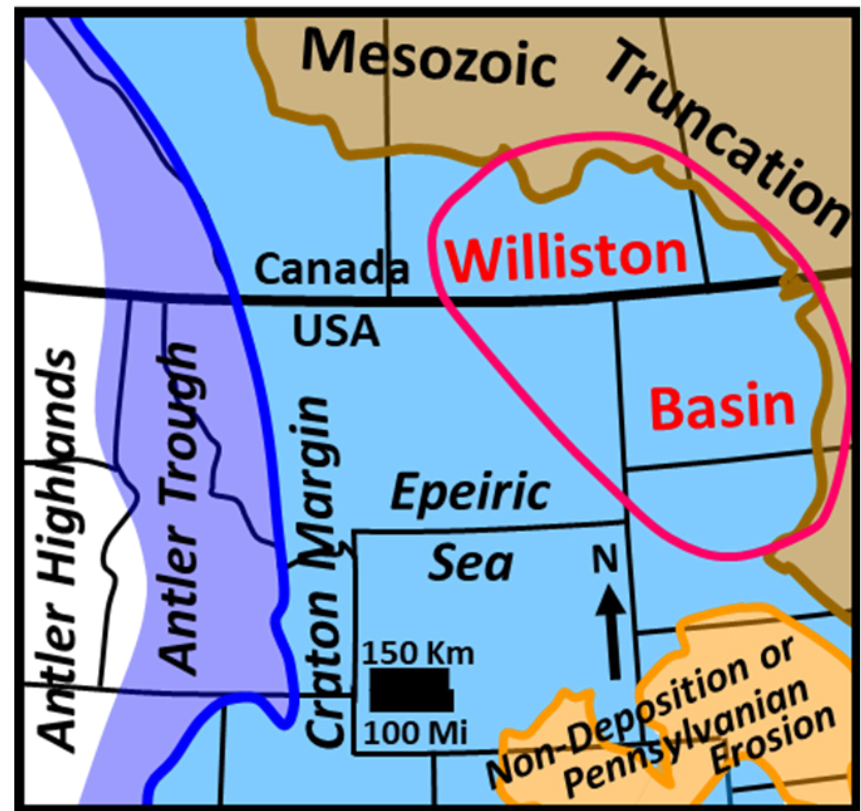 Mesozoic
Truncation
Canada
Williston
USA
Basin
Antler Highlands
Antler Trough
Craton Margin
Epeiric
Sea
N
150 Km
100 Mi
Non-Deposition or
Pennsylvanian
Erosion